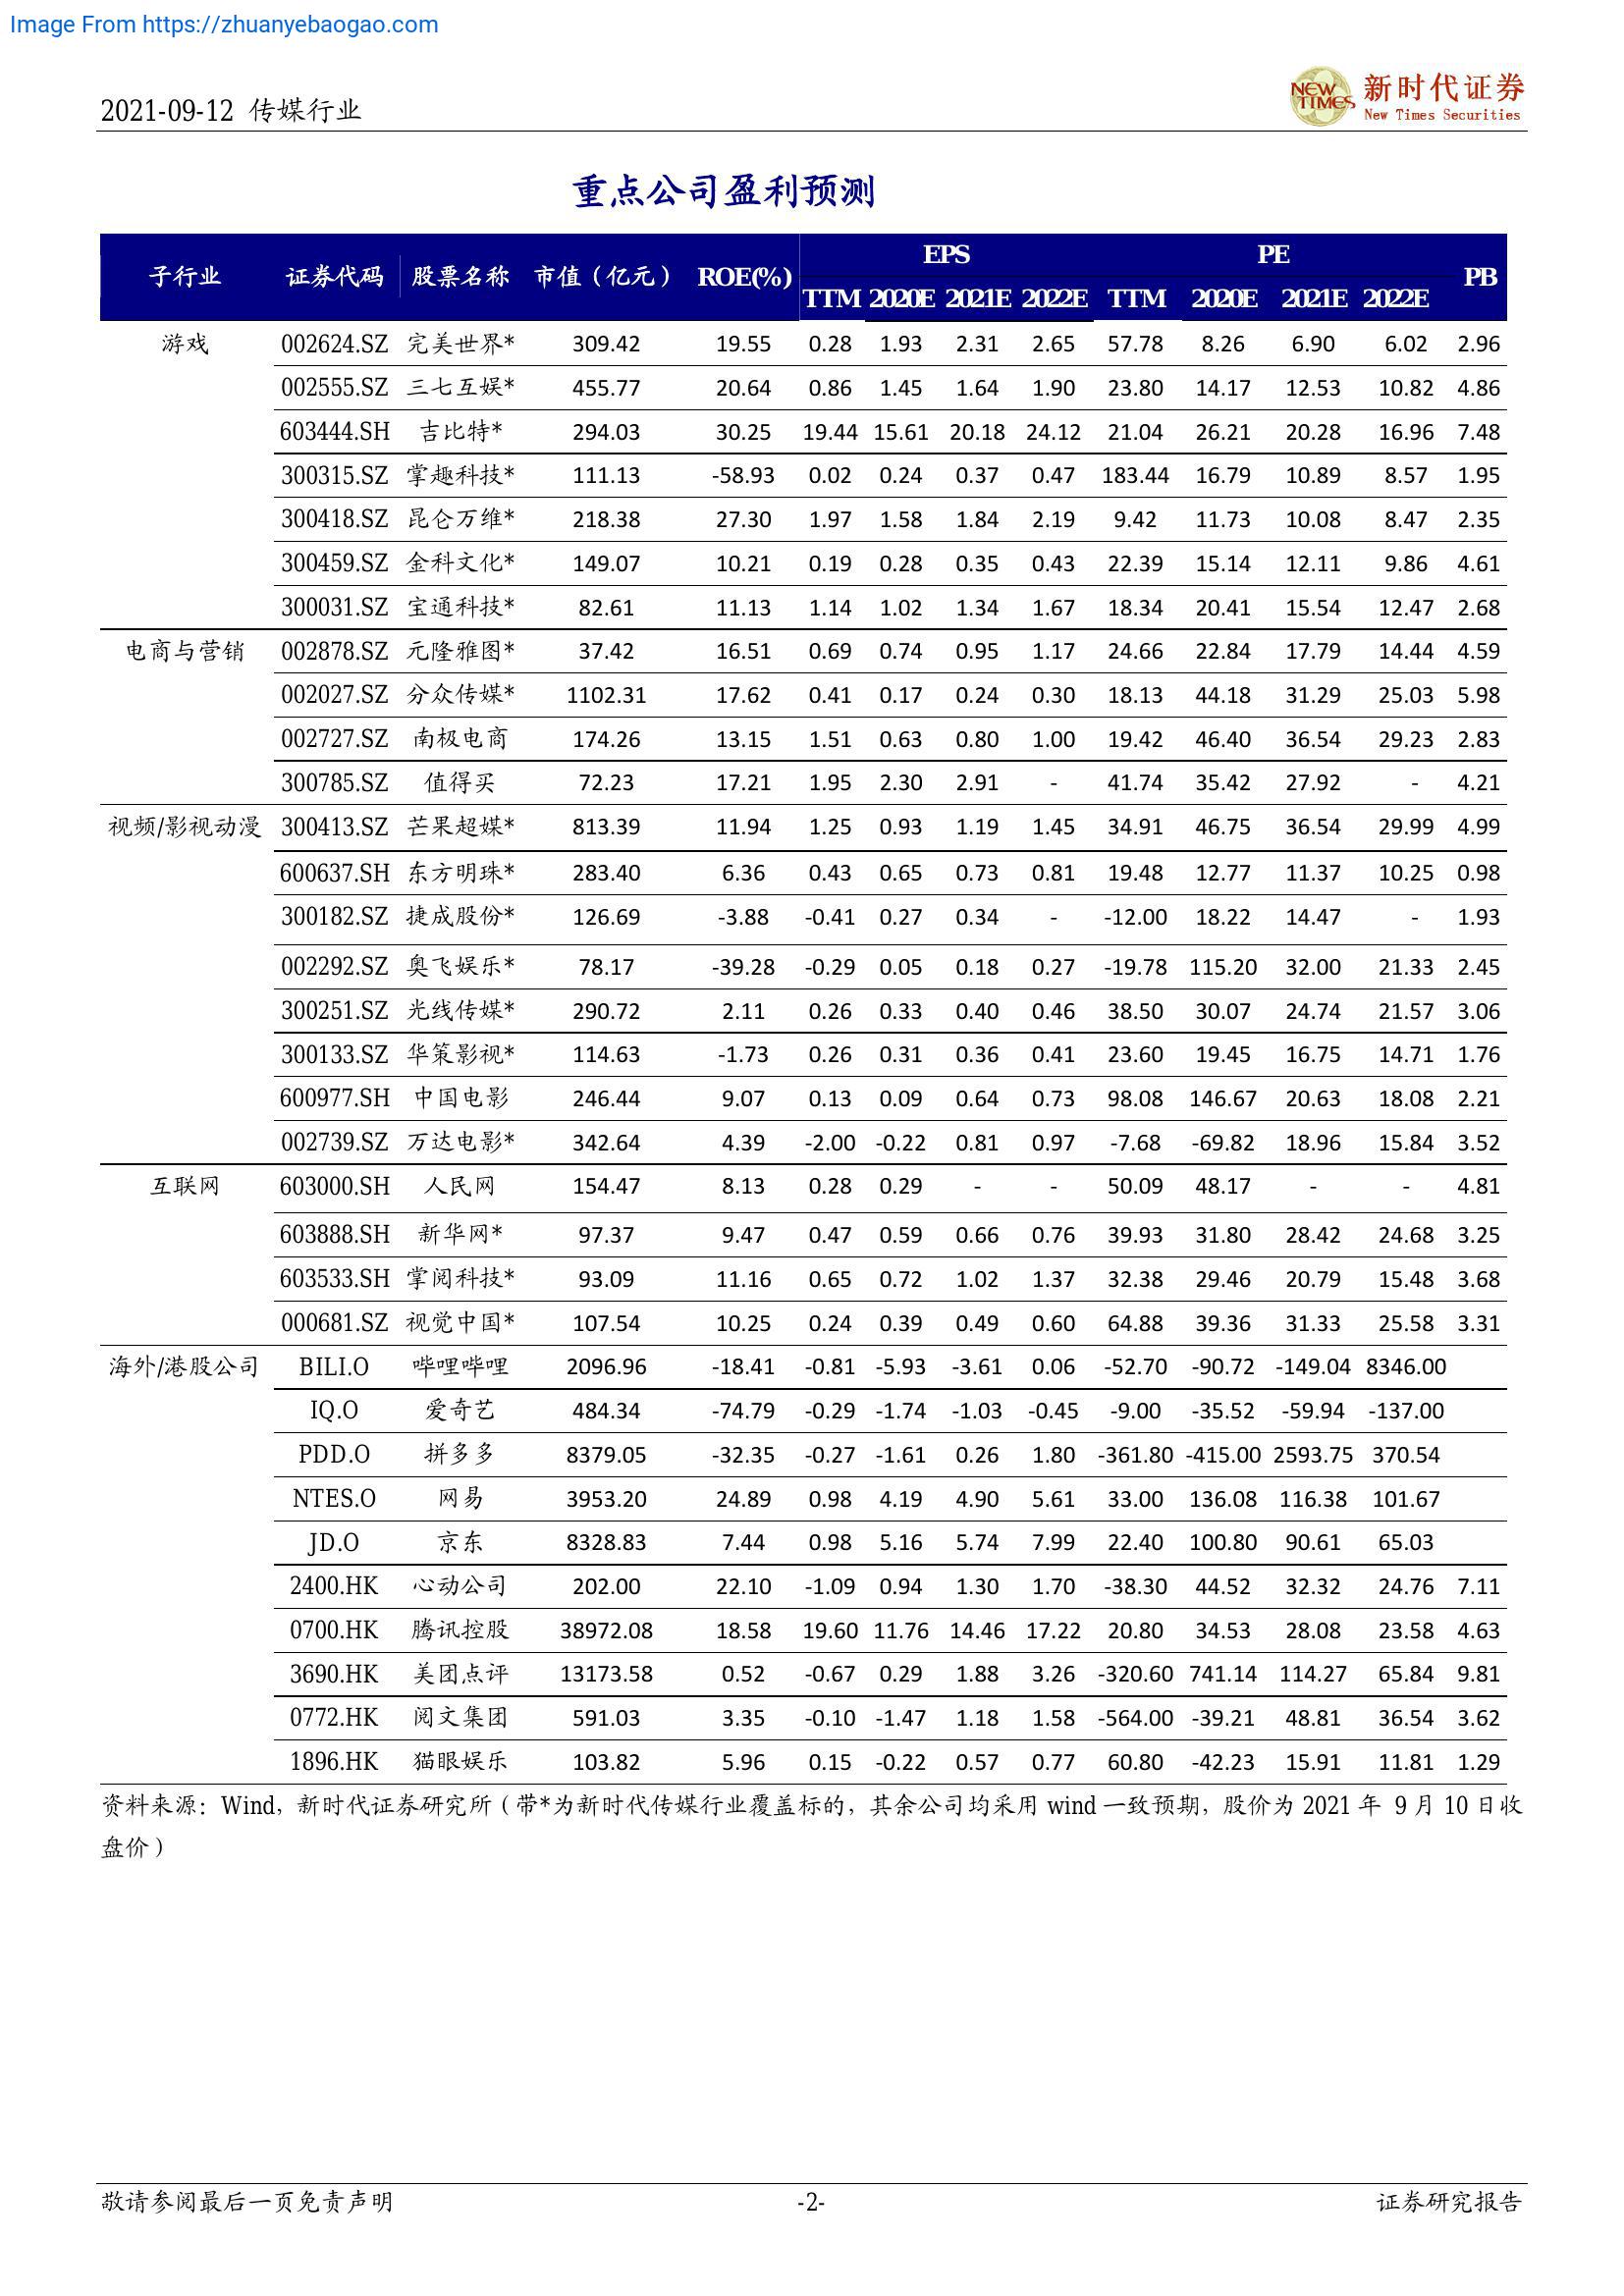 Image From https://zhuanyebaogao.com
2021-09-12 传媒行业
NEW TIMES 新时代证券
New Times Securities
重点公司盈利预测
子行业 证券代码 股票名称 市值（亿元） ROE(%) EPS PE PB
TTM 2020E 2021E 2022E TTM 2020E 2021E 2022E
游戏 002624.SZ 完美世界* 309.42 19.55 0.28 1.93 2.31 2.65 57.78 8.26 6.90 6.02 2.96
002555.SZ 三七互娱* 455.77 20.64 0.86 1.45 1.64 1.90 23.80 14.17 12.53 10.82 4.86
603444.SH 吉比特* 294.03 30.25 19.44 15.61 20.18 24.12 21.04 26.21 20.28 16.96 7.48
300315.SZ 掌趣科技* 111.13 -58.93 0.02 0.24 0.37 0.47 183.44 16.79 10.89 8.57 1.95
300418.SZ 昆仑万维* 218.38 27.30 1.97 1.58 1.84 2.19 9.42 11.73 10.08 8.47 2.35
300459.SZ 金科文化* 149.07 10.21 0.19 0.28 0.35 0.43 22.39 15.14 12.11 9.86 4.61
300031.SZ 宝通科技* 82.61 11.13 1.14 1.02 1.34 1.67 18.34 20.41 15.54 12.47 2.68
电商与营销 002878.SZ 元隆雅图* 37.42 16.51 0.69 0.74 0.95 1.17 24.66 22.84 17.79 14.44 4.59
002027.SZ 分众传媒* 1102.31 17.62 0.41 0.17 0.24 0.30 18.13 44.18 31.29 25.03 5.98
002727.SZ 南极电商 174.26 13.15 1.51 0.63 0.80 1.00 19.42 46.40 36.54 29.23 2.83
300785.SZ 值得买 72.23 17.21 1.95 2.30 2.91 - 41.74 35.42 27.92 - 4.21
视频/影视动漫 300413.SZ 芒果超媒* 813.39 11.94 1.25 0.93 1.19 1.45 34.91 46.75 36.54 29.99 4.99
600637.SH 东方明珠* 283.40 6.36 0.43 0.65 0.73 0.81 19.48 12.77 11.37 10.25 0.98
300182.SZ 捷成股份* 126.69 -3.88 -0.41 0.27 0.34 - -12.00 18.22 14.47 - 1.93
002292.SZ 奥飞娱乐* 78.17 -39.28 -0.29 0.05 0.18 0.27 -19.78 115.20 32.00 21.33 2.45
300251.SZ 光线传媒* 290.72 2.11 0.26 0.33 0.40 0.46 38.50 30.07 24.74 21.57 3.06
300133.SZ 华策影视* 114.63 -1.73 0.26 0.31 0.36 0.41 23.60 19.45 16.75 14.71 1.76
600977.SH 中国电影 246.44 9.07 0.13 0.09 0.64 0.73 98.08 146.67 20.63 18.08 2.21
002739.SZ 万达电影* 342.64 4.39 -2.00 -0.22 0.81 0.97 -7.68 -69.82 18.96 15.84 3.52
互联网 603000.SH 人民网 154.47 8.13 0.28 0.29 - - 50.09 48.17 - - 4.81
603888.SH 新华网* 97.37 9.47 0.47 0.59 0.66 0.76 39.93 31.80 28.42 24.68 3.25
603533.SH 掌阅科技* 93.09 11.16 0.65 0.72 1.02 1.37 32.38 29.46 20.79 15.48 3.68
000681.SZ 视觉中国* 107.54 10.25 0.24 0.39 0.49 0.60 64.88 39.36 31.33 25.58 3.31
海外/港股公司 BILI.O 哔哩哔哩 2096.96 -18.41 -0.81 -5.93 -3.61 0.06 -52.70 -90.72 -149.04 8346.00
IQ.O 爱奇艺 484.34 -74.79 -0.29 -1.74 -1.03 -0.45 -9.00 -35.52 -59.94 -137.00
PDD.O 拼多多 8379.05 -32.35 -0.27 -1.61 0.26 1.80 -361.80 -415.00 2593.75 370.54
NTES.O 网易 3953.20 24.89 0.98 4.19 4.90 5.61 33.00 136.08 116.38 101.67
JD.O 京东 8328.83 7.44 0.98 5.16 5.74 7.99 22.40 100.80 90.61 65.03
2400.HK 心动公司 202.00 22.10 -1.09 0.94 1.30 1.70 -38.30 44.52 32.32 24.76 7.11
0700.HK 腾讯控股 38972.08 18.58 19.60 11.76 14.46 17.22 20.80 34.53 28.08 23.58 4.63
3690.HK 美团点评 13173.58 0.52 -0.67 0.29 1.88 3.26 -320.60 741.14 114.27 65.84 9.81
0772.HK 阅文集团 591.03 3.35 -0.10 -1.47 1.18 1.58 -564.00 -39.21 48.81 36.54 3.62
1896.HK 猫眼娱乐 103.82 5.96 0.15 -0.22 0.57 0.77 60.80 -42.23 15.91 11.81 1.29
资料来源：Wind，新时代证券研究所（带*为新时代传媒行业覆盖标的，其余公司均采用 wind 一致预期，股价为 2021 年 9 月 10 日收
盘价）
敬请参阅最后一页免责声明 -2- 证券研究报告